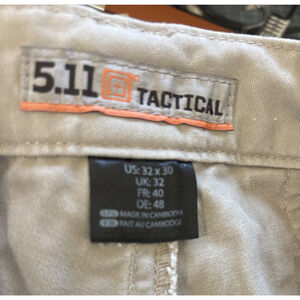 5.11 TACTICAL
US: 32 x 30
UK: 32
FR: 40
DE: 48
MADE IN CAMBODIA
FAIT AU CAMBODGE